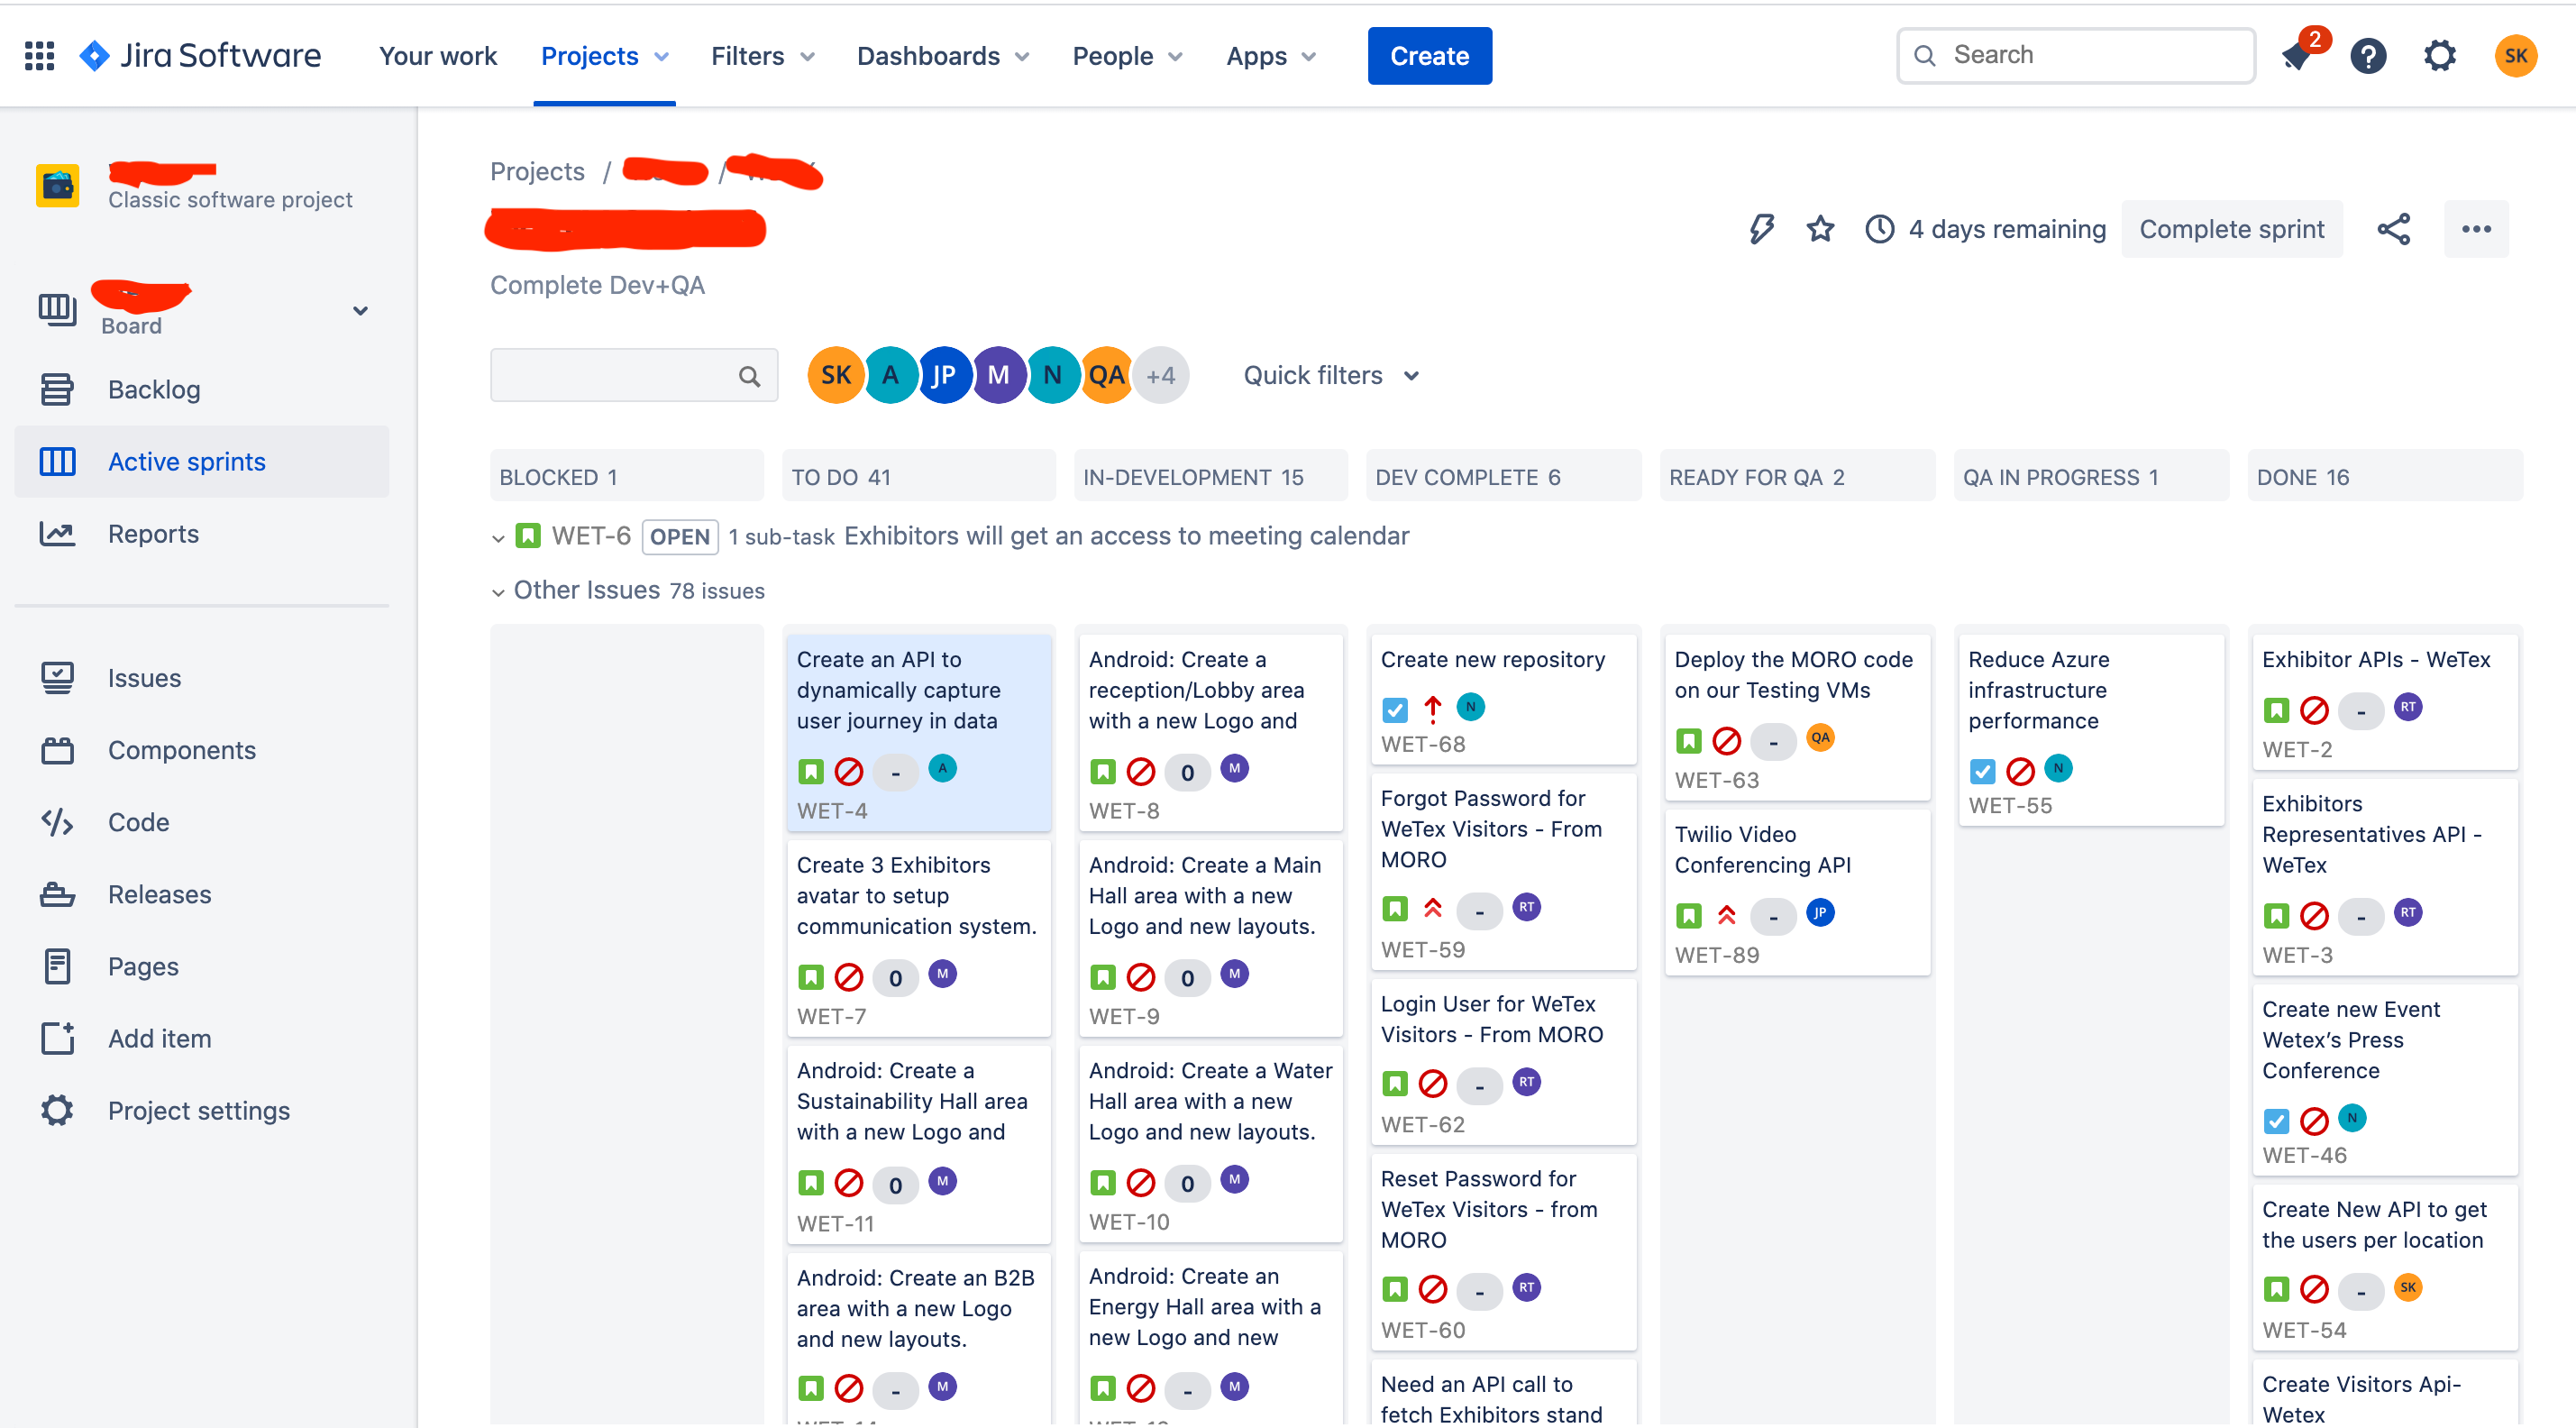 Jira Software
Your work
Projects
Filters
Dashboards
People
Apps
Create
Search
2
SK
Classic software project
Board
Backlog
Active sprints
Reports
Issues
Components
Code
Releases
Pages
Add item
Project settings
Projects / /
4 days remaining
Complete sprint
Complete Dev+QA
SK A JP M N QA +4
Quick filters
BLOCKED 1
TO DO 41
IN-DEVELOPMENT 15
DEV COMPLETE 6
READY FOR QA 2
QA IN PROGRESS 1
DONE 16
WET-6 OPEN 1 sub-task Exhibitors will get an access to meeting calendar
Other Issues 78 issues
Create an API to
dynamically capture
user journey in data
- A
WET-4
Create 3 Exhibitors
avatar to setup
communication system.
0 M
WET-7
Android: Create a
Sustainability Hall area
with a new Logo and
0 M
WET-11
Android: Create an B2B
area with a new Logo
and new layouts.
- M
Android: Create a
reception/Lobby area
with a new Logo and
0 M
WET-8
Android: Create a Main
Hall area with a new
Logo and new layouts.
0 M
WET-9
Android: Create a Water
Hall area with a new
Logo and new layouts.
0 M
WET-10
Android: Create an
Energy Hall area with a
new Logo and new
- M
Create new repository
N
WET-68
Forgot Password for
WeTex Visitors - From
MORO
- RT
WET-59
Login User for WeTex
Visitors - From MORO
- RT
WET-62
Reset Password for
WeTex Visitors - from
MORO
- RT
WET-60
Need an API call to
fetch Exhibitors stand
Deploy the MORO code
on our Testing VMs
- QA
WET-63
Twilio Video
Conferencing API
- JP
WET-89
Reduce Azure
infrastructure
performance
N
WET-55
Exhibitor APIs - WeTex
- RT
WET-2
Exhibitors
Representatives API -
WeTex
- RT
WET-3
Create new Event
Wetex’s Press
Conference
N
WET-46
Create New API to get
the users per location
- SK
WET-54
Create Visitors Api-
Wetex